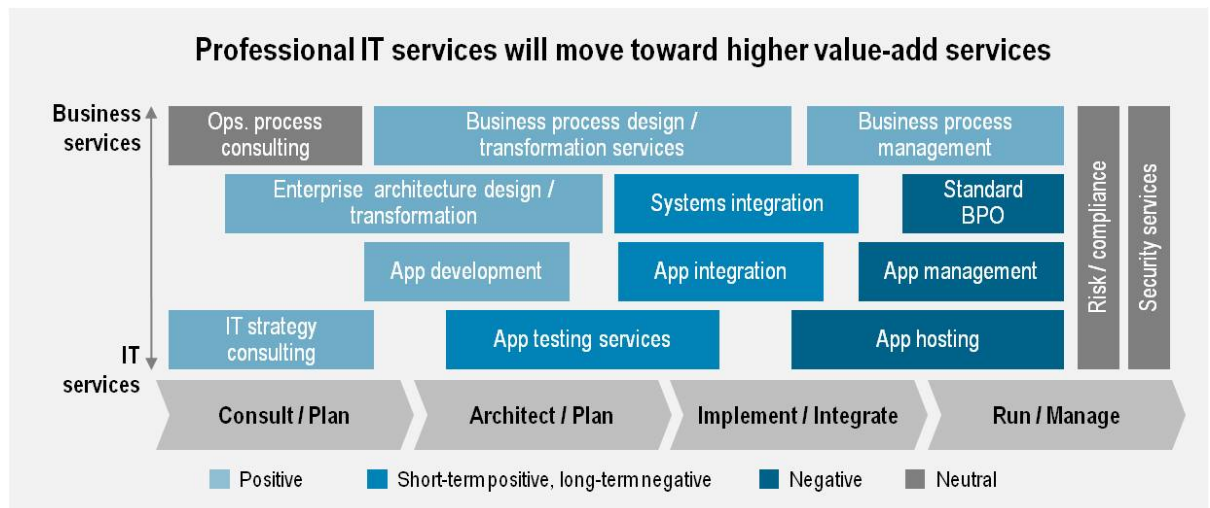 Professional IT services will move toward higher value-add services
Business
services
Ops. process
consulting
Business process design /
transformation services
Business process
management
Enterprise architecture design /
transformation
Systems integration
Standard
BPO
App development
App integration
App management
IT strategy
consulting
App testing services
App hosting
Risk / compliance
Security services
IT
services
Consult / Plan
Architect / Plan
Implement / Integrate
Run / Manage
Positive
Short-term positive, long-term negative
Negative
Neutral